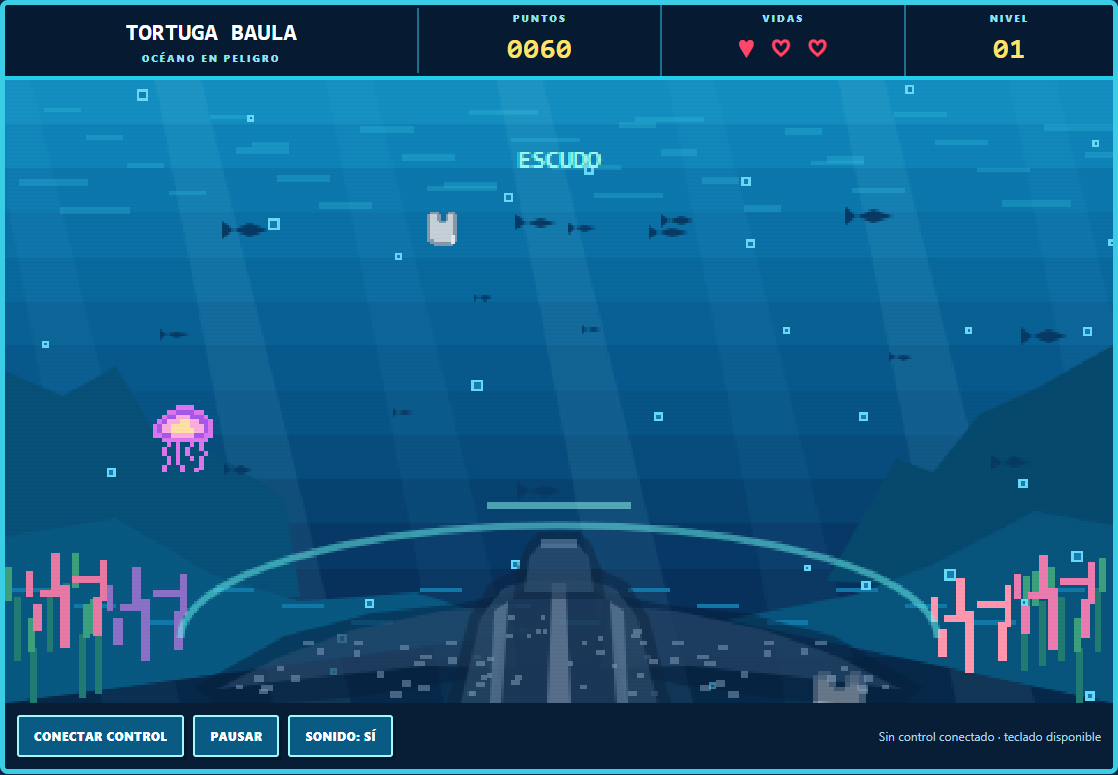 TORTUGA BAULA
OCÉANO EN PELIGRO
PUNTOS
0060
VIDAS
NIVEL
01
ESCUDO
CONECTAR CONTROL
PAUSAR
SONIDO: SÍ
Sin control conectado · teclado disponible